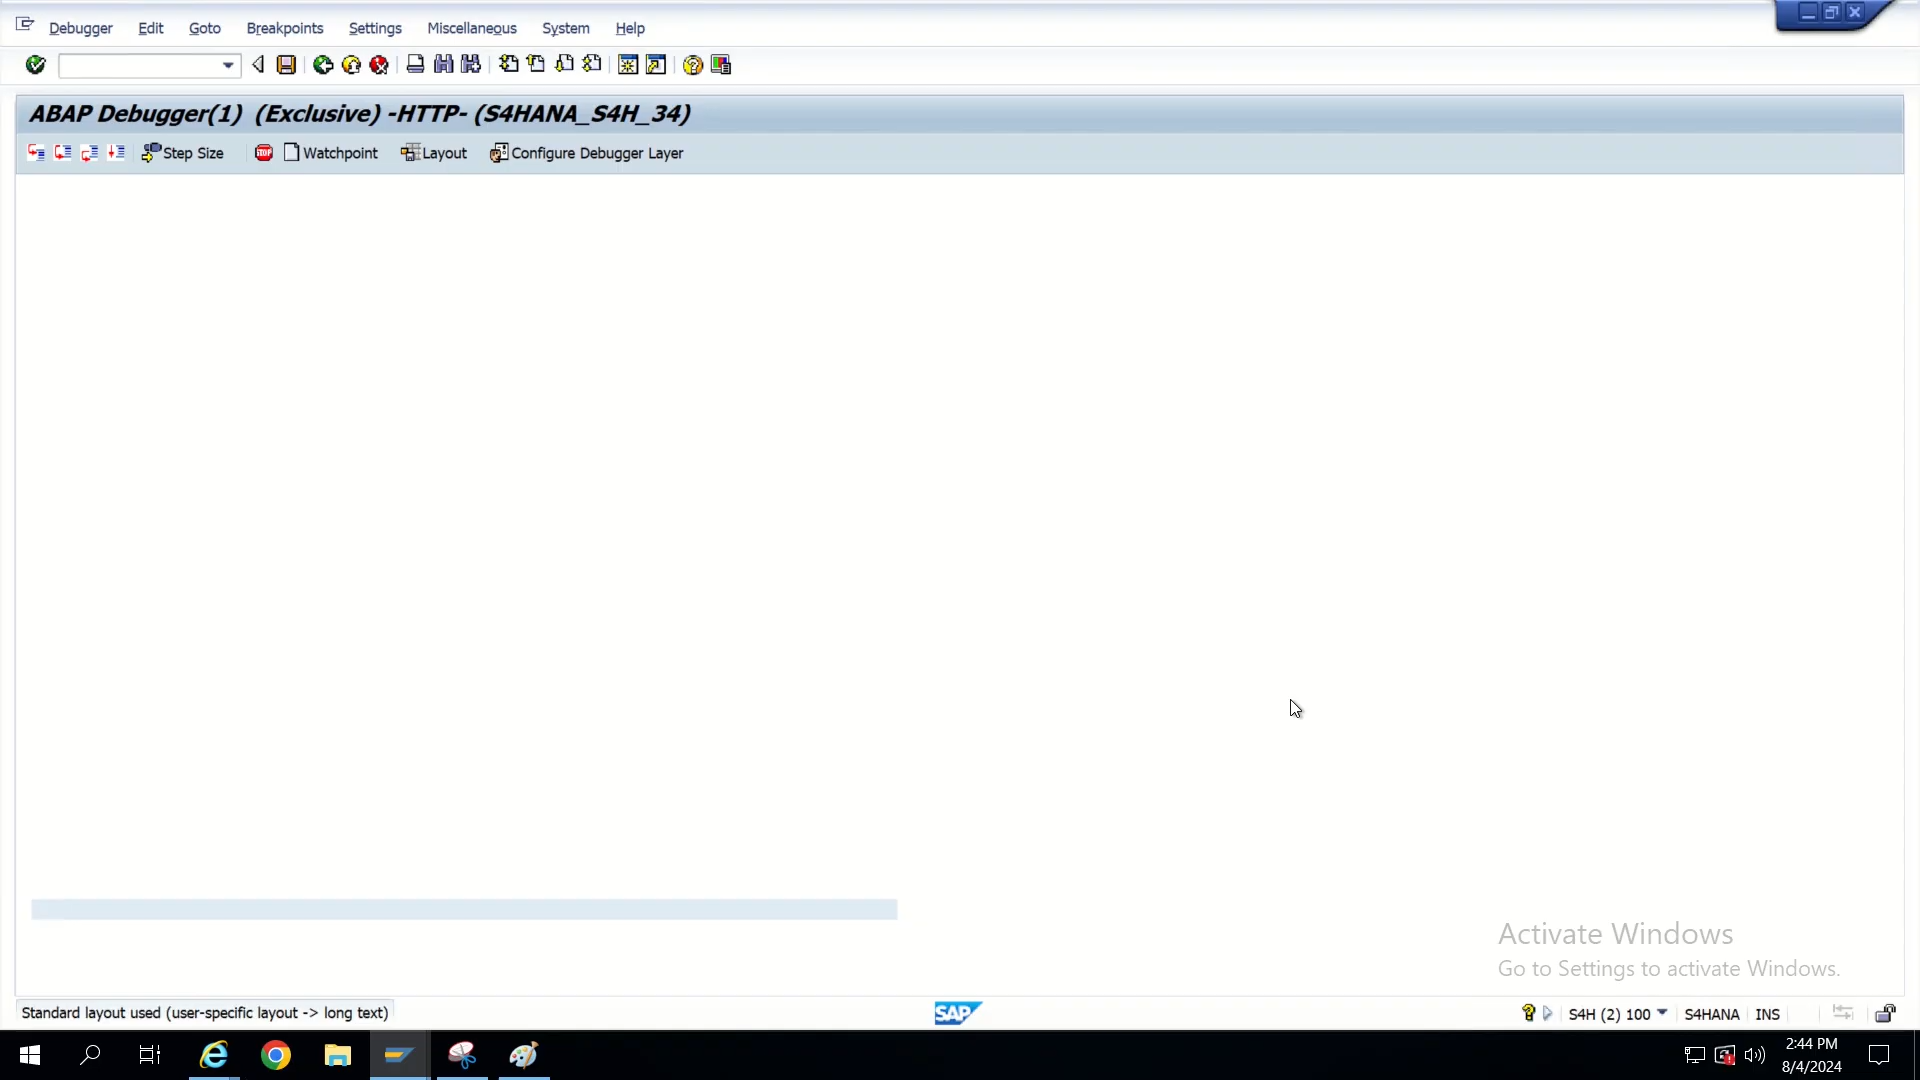 Debugger Edit Goto Breakpoints Settings Miscellaneous System Help
ABAP Debugger(1) (Exclusive) -HTTP- (S4HANA_S4H_34)
Step Size STOP Watchpoint Layout Configure Debugger Layer
Activate Windows
Go to Settings to activate Windows.
Standard layout used (user-specific layout -> long text)
SAP
S4H (2) 100 S4HANA INS
2:44 PM
8/4/2024